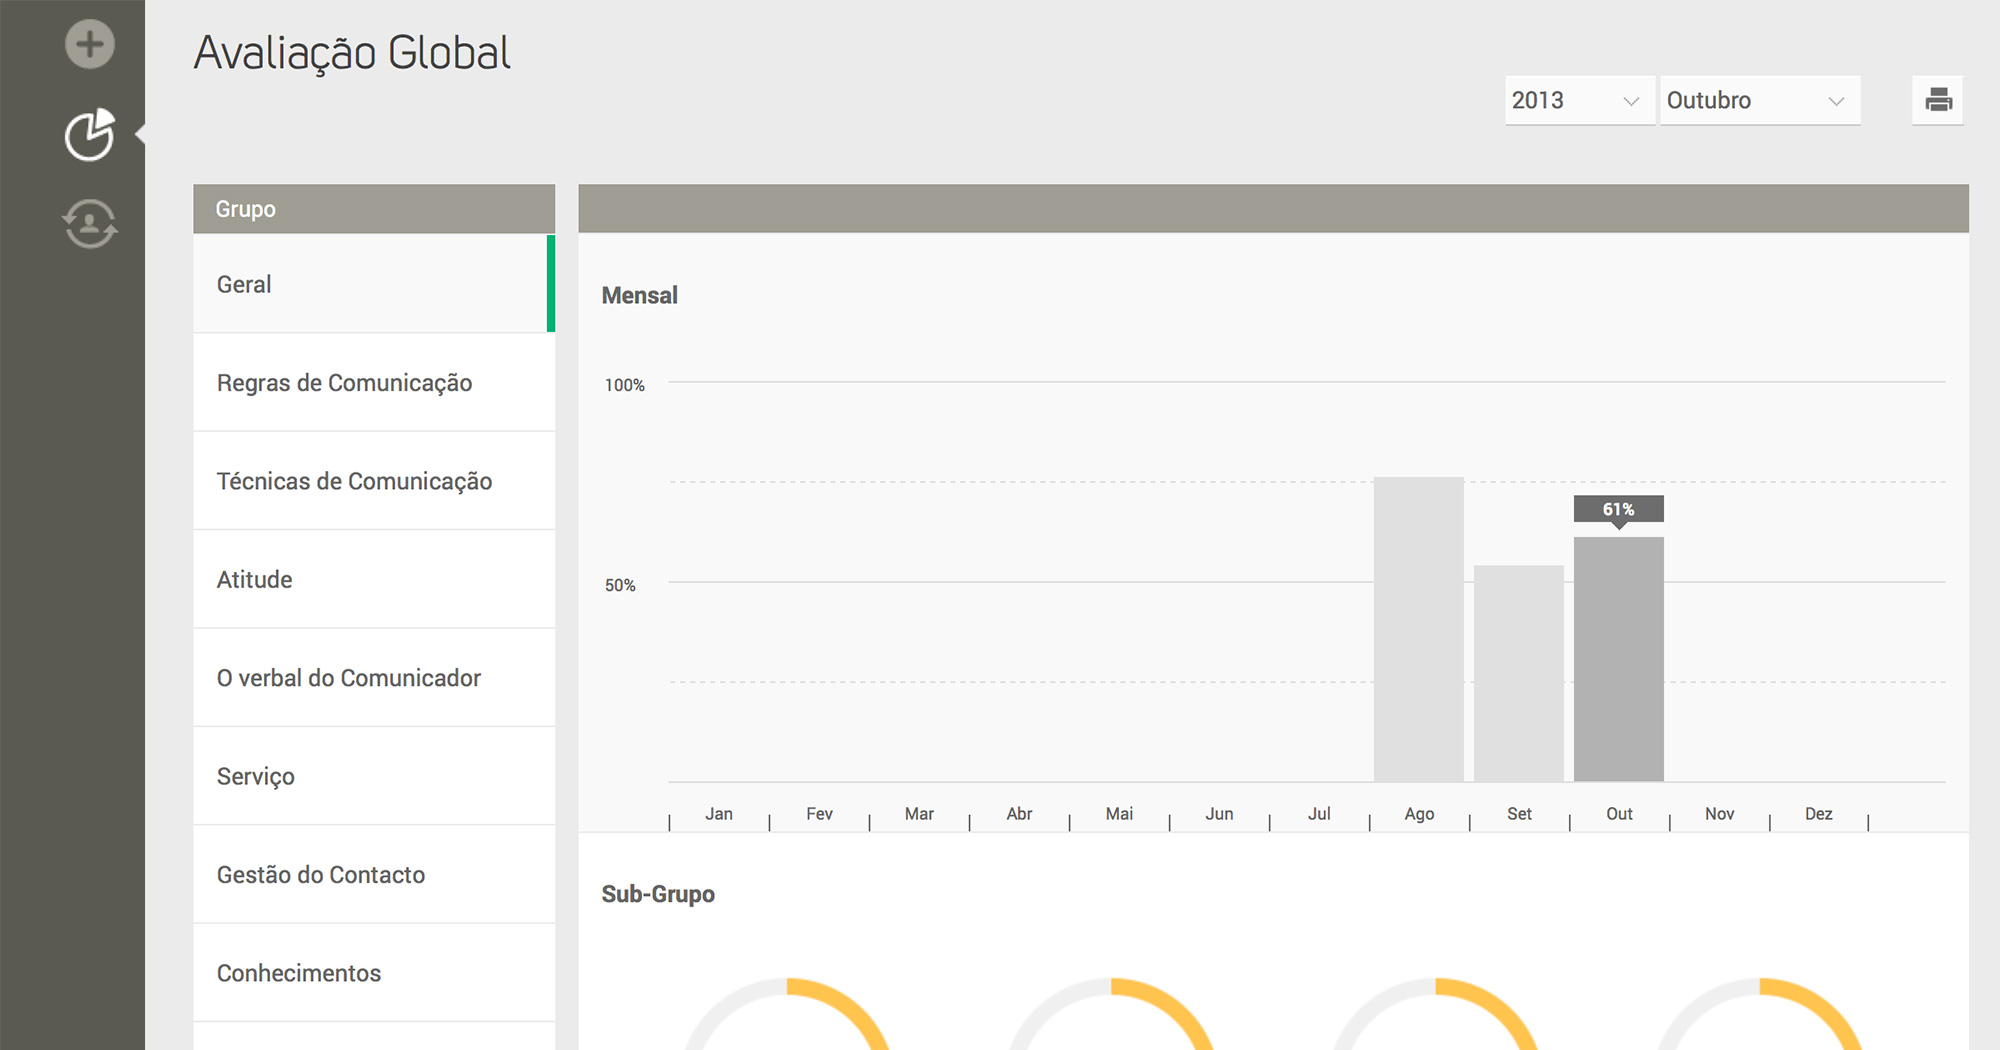 Avaliação Global
2013
Outubro
Grupo
Geral
Regras de Comunicação
Técnicas de Comunicação
Atitude
O verbal do Comunicador
Serviço
Gestão do Contacto
Conhecimentos
Mensal
100%
61%
50%
Jan Fev Mar Abr Mai Jun Jul Ago Set Out Nov Dez
Sub-Grupo